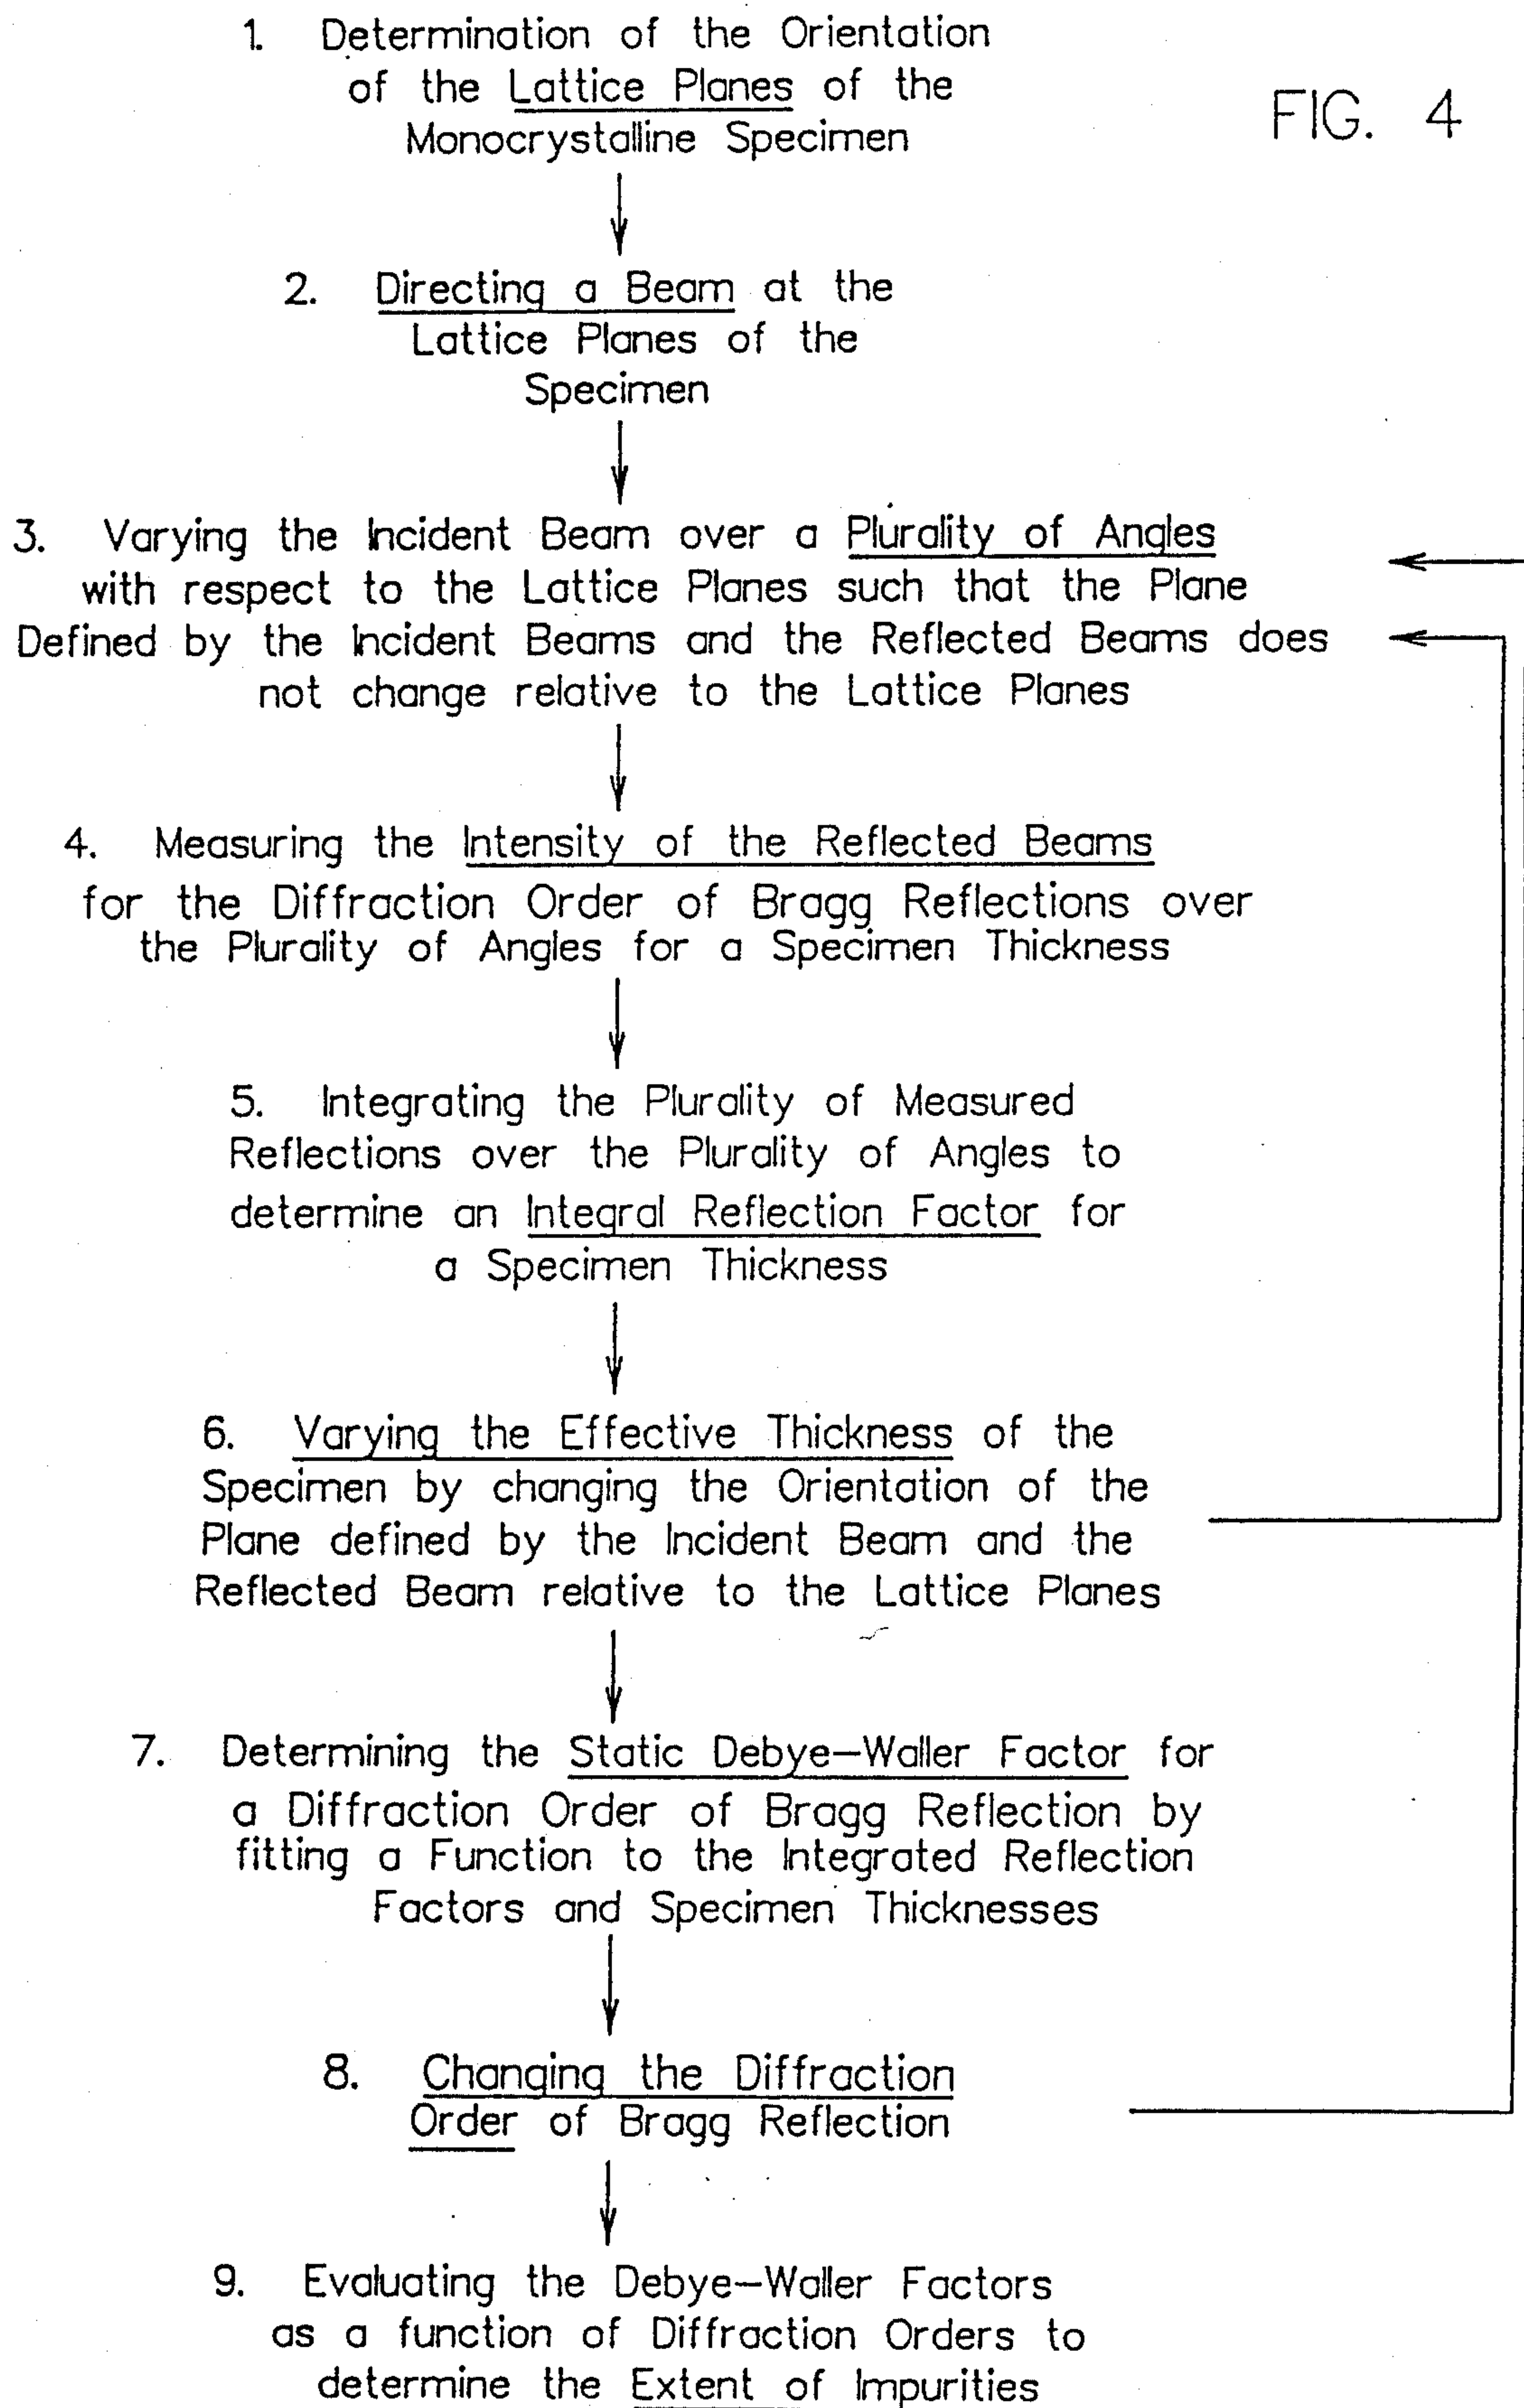 1. Determination of the Orientation
of the Lattice Planes of the
Monocrystalline Specimen
FIG. 4
2. Directing a Beam at the
Lattice Planes of the
Specimen
3. Varying the Incident Beam over a Plurality of Angles
with respect to the Lattice Planes such that the Plane
Defined by the Incident Beams and the Reflected Beams does
not change relative to the Lattice Planes
4. Measuring the Intensity of the Reflected Beams
for the Diffraction Order of Bragg Reflections over
the Plurality of Angles for a Specimen Thickness
5. Integrating the Plurality of Measured
Reflections over the Plurality of Angles to
determine an Integral Reflection Factor for
a Specimen Thickness
6. Varying the Effective Thickness of the
Specimen by changing the Orientation of the
Plane defined by the Incident Beam and the
Reflected Beam relative to the Lattice Planes
7. Determining the Static Debye-Waller Factor for
a Diffraction Order of Bragg Reflection by
fitting a Function to the Integrated Reflection
Factors and Specimen Thicknesses
8. Changing the Diffraction
Order of Bragg Reflection
9. Evaluating the Debye-Waller Factors
as a function of Diffraction Orders to
determine the Extent of Impurities